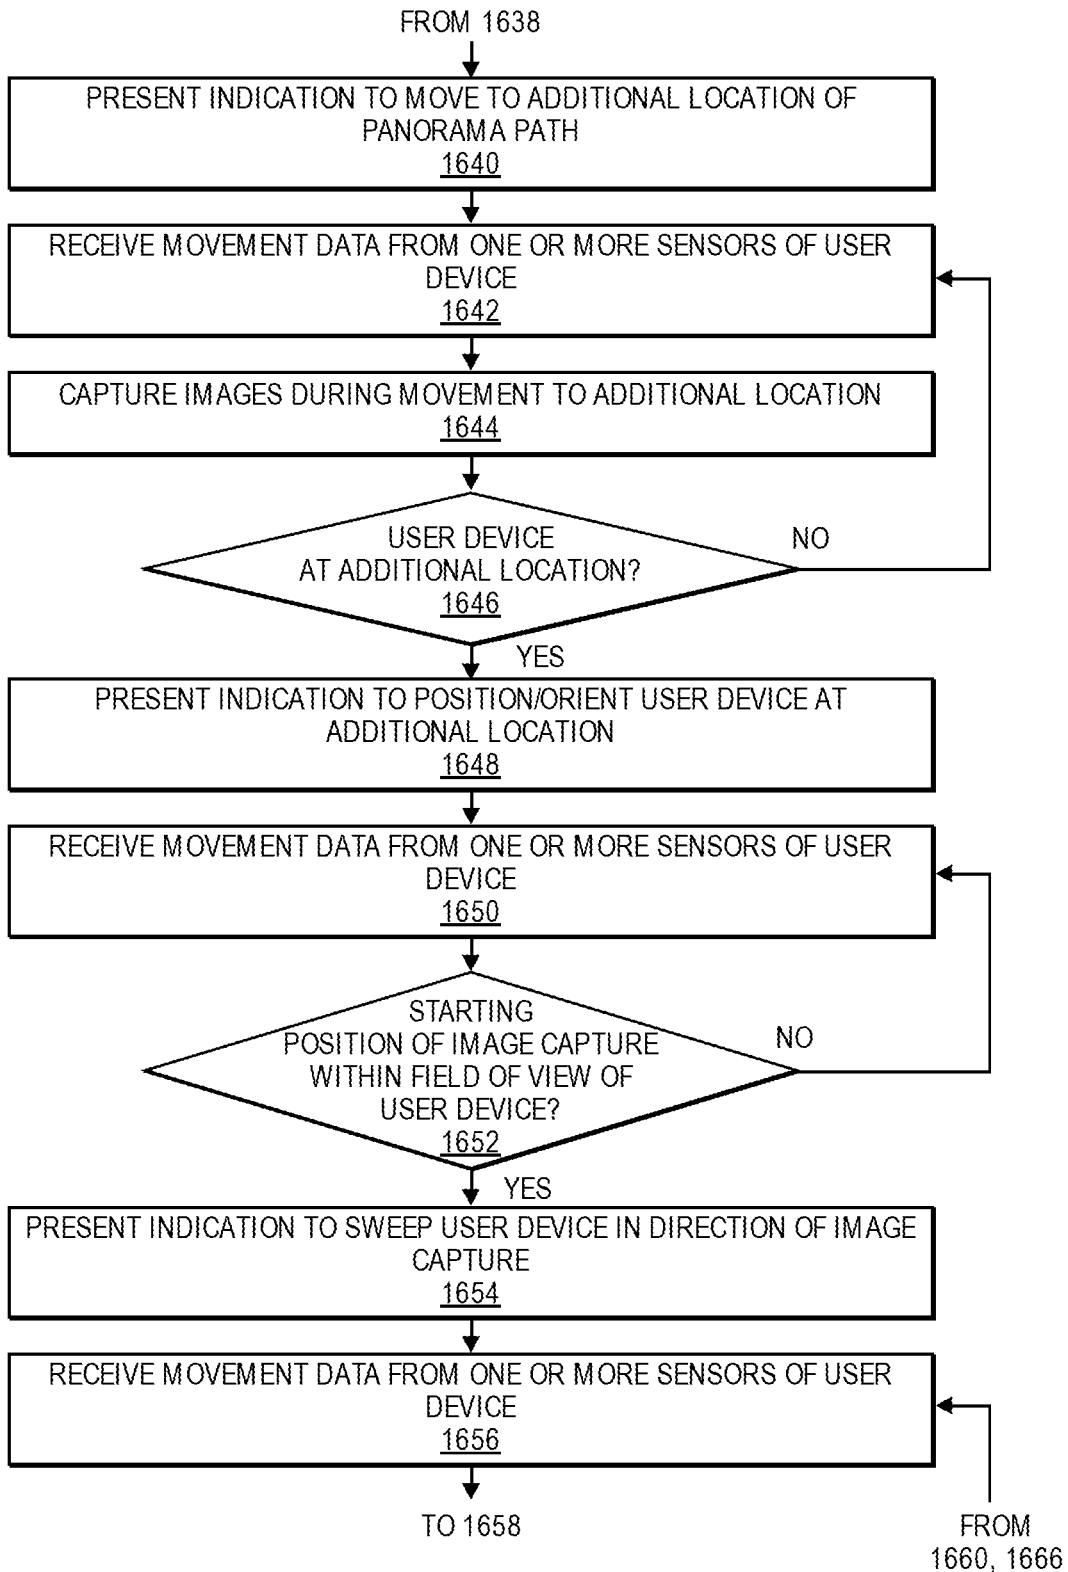 FROM 1638
PRESENT INDICATION TO MOVE TO ADDITIONAL LOCATION OF
PANORAMA PATH
1640
RECEIVE MOVEMENT DATA FROM ONE OR MORE SENSORS OF USER
DEVICE
1642
CAPTURE IMAGES DURING MOVEMENT TO ADDITIONAL LOCATION
1644
USER DEVICE
AT ADDITIONAL LOCATION?
1646
NO
YES
PRESENT INDICATION TO POSITION/ORIENT USER DEVICE AT
ADDITIONAL LOCATION
1648
RECEIVE MOVEMENT DATA FROM ONE OR MORE SENSORS OF USER
DEVICE
1650
STARTING
POSITION OF IMAGE CAPTURE
WITHIN FIELD OF VIEW OF
USER DEVICE?
1652
NO
YES
PRESENT INDICATION TO SWEEP USER DEVICE IN DIRECTION OF IMAGE
CAPTURE
1654
RECEIVE MOVEMENT DATA FROM ONE OR MORE SENSORS OF USER
DEVICE
1656
TO 1658
FROM
1660, 1666